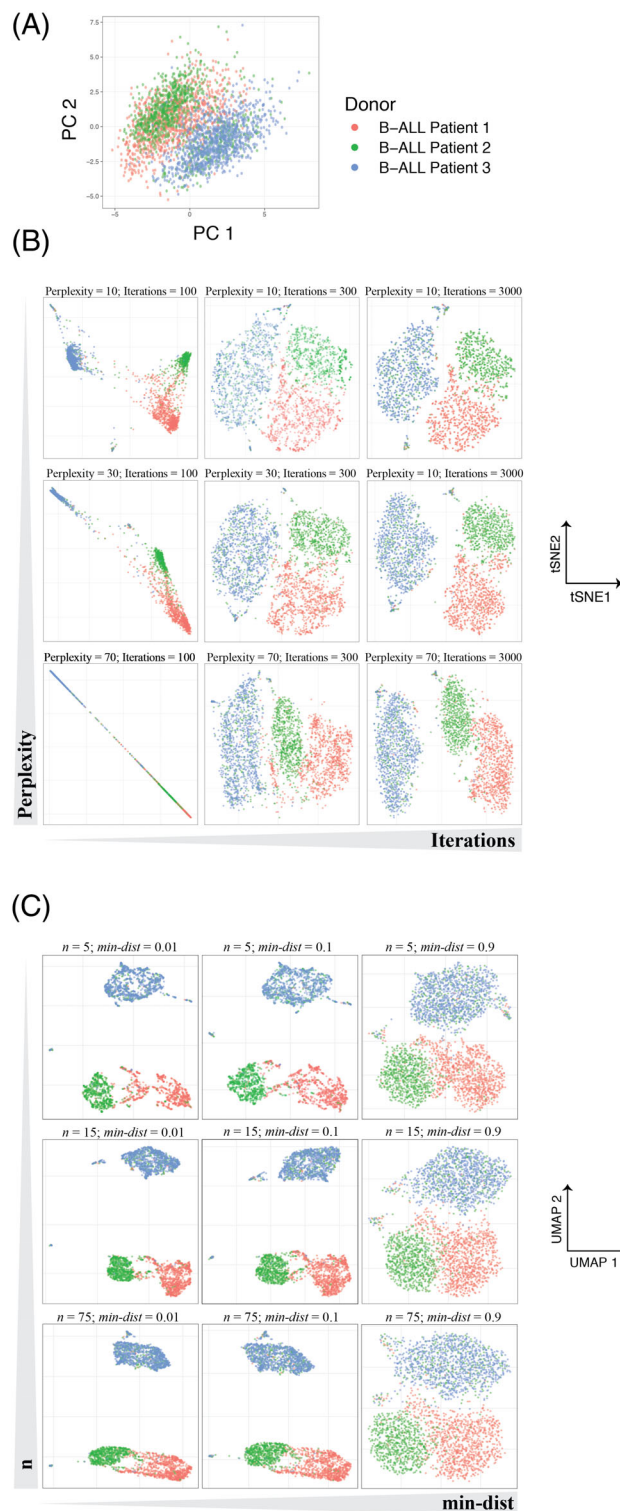 (A)
7.5
5.0
2.5
0.0
-2.5
-5.0
-5
0
5
PC 2
PC 1
Donor
B-ALL Patient 1
B-ALL Patient 2
B-ALL Patient 3
(B)
Perplexity = 10; Iterations = 100
Perplexity = 10; Iterations = 300
Perplexity = 10; Iterations = 3000
Perplexity = 30; Iterations = 100
Perplexity = 30; Iterations = 300
Perplexity = 10; Iterations = 3000
Perplexity = 70; Iterations = 100
Perplexity = 70; Iterations = 300
Perplexity = 70; Iterations = 3000
Perplexity
Iterations
tSNE2
tSNE1
(C)
n = 5; min-dist = 0.01
n = 5; min-dist = 0.1
n = 5; min-dist = 0.9
n = 15; min-dist = 0.01
n = 15; min-dist = 0.1
n = 15; min-dist = 0.9
n = 75; min-dist = 0.01
n = 75; min-dist = 0.1
n = 75; min-dist = 0.9
n
min-dist
UMAP 2
UMAP 1